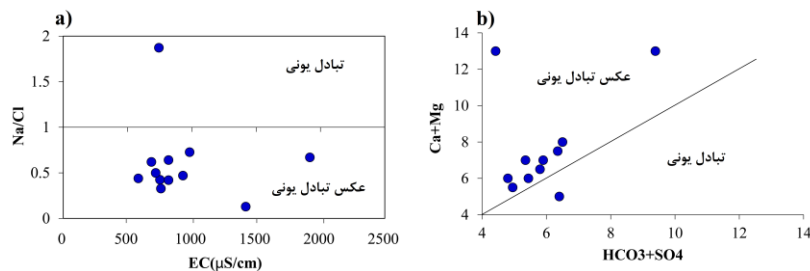 a)
2
1.5
1
0.5
0
Na/Cl
تبادل یونی
عکس تبادل یونی
0 500 1000 1500 2000 2500
EC(µS/cm)
b)
14
12
10
8
6
4
Ca+Mg
عکس تبادل یونی
تبادل یونی
4 6 8 10 12 14
HCO3+SO4